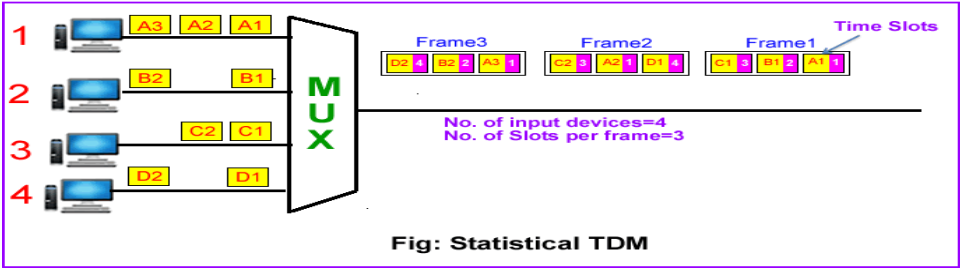 1 A3 A2 A1
2 B2 B1
3 C2 C1
4 D2 D1
MUX
Time Slots
Frame3 Frame2 Frame1
D2 4 B2 2 A3 1 C2 3 A2 1 D1 4 C1 3 B1 2 A1 1
No. of input devices=4
No. of Slots per frame=3
Fig: Statistical TDM